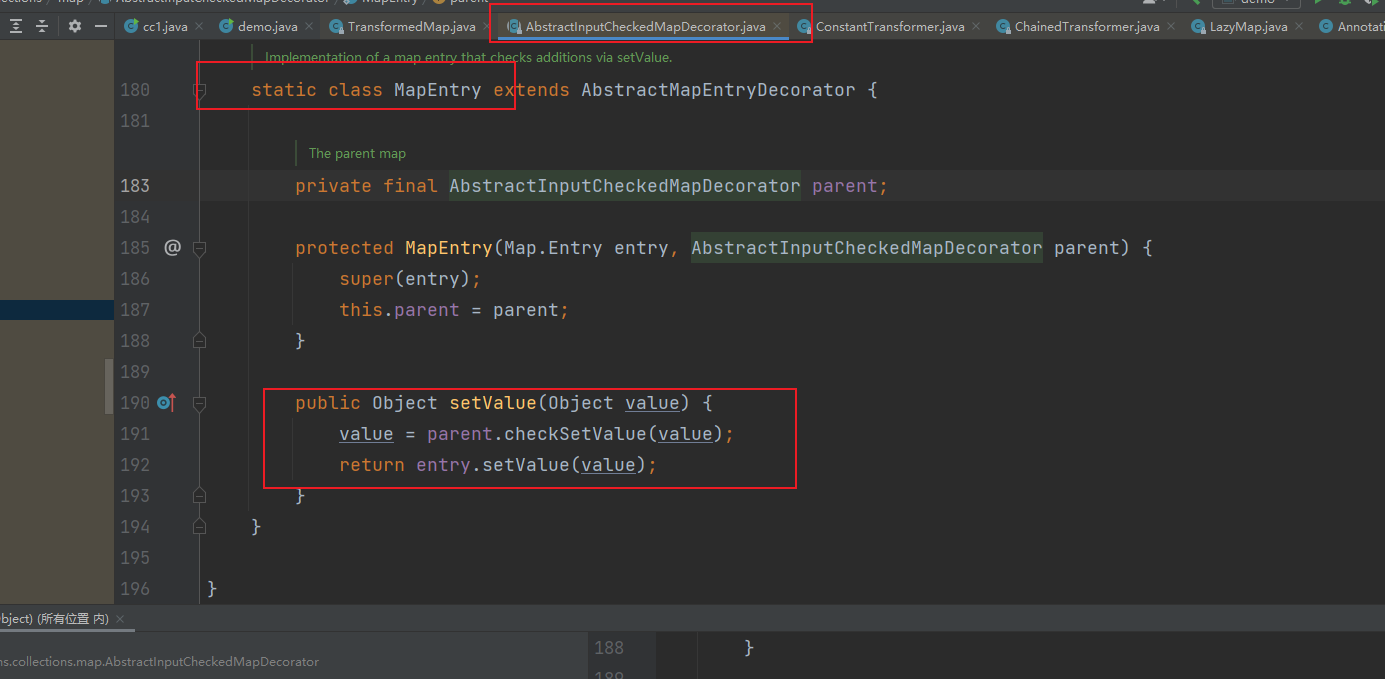 map
MapEntry
demo
cc1.java
demo.java
TransformedMap.java
AbstractInputCheckedMapDecorator.java
ConstantTransformer.java
ChainedTransformer.java
LazyMap.java
Implementation of a map entry that checks additions via setValue.
180 static class MapEntry extends AbstractMapEntryDecorator {
181
The parent map
183 private final AbstractInputCheckedMapDecorator parent;
184
185 @ protected MapEntry(Map.Entry entry, AbstractInputCheckedMapDecorator parent) {
186 super(entry);
187 this.parent = parent;
188 }
189
190 public Object setValue(Object value) {
191 value = parent.checkSetValue(value);
192 return entry.setValue(value);
193 }
194 }
195
196 }
bject) (所有位置 内)
188 }
ns.collections.map.AbstractInputCheckedMapDecorator